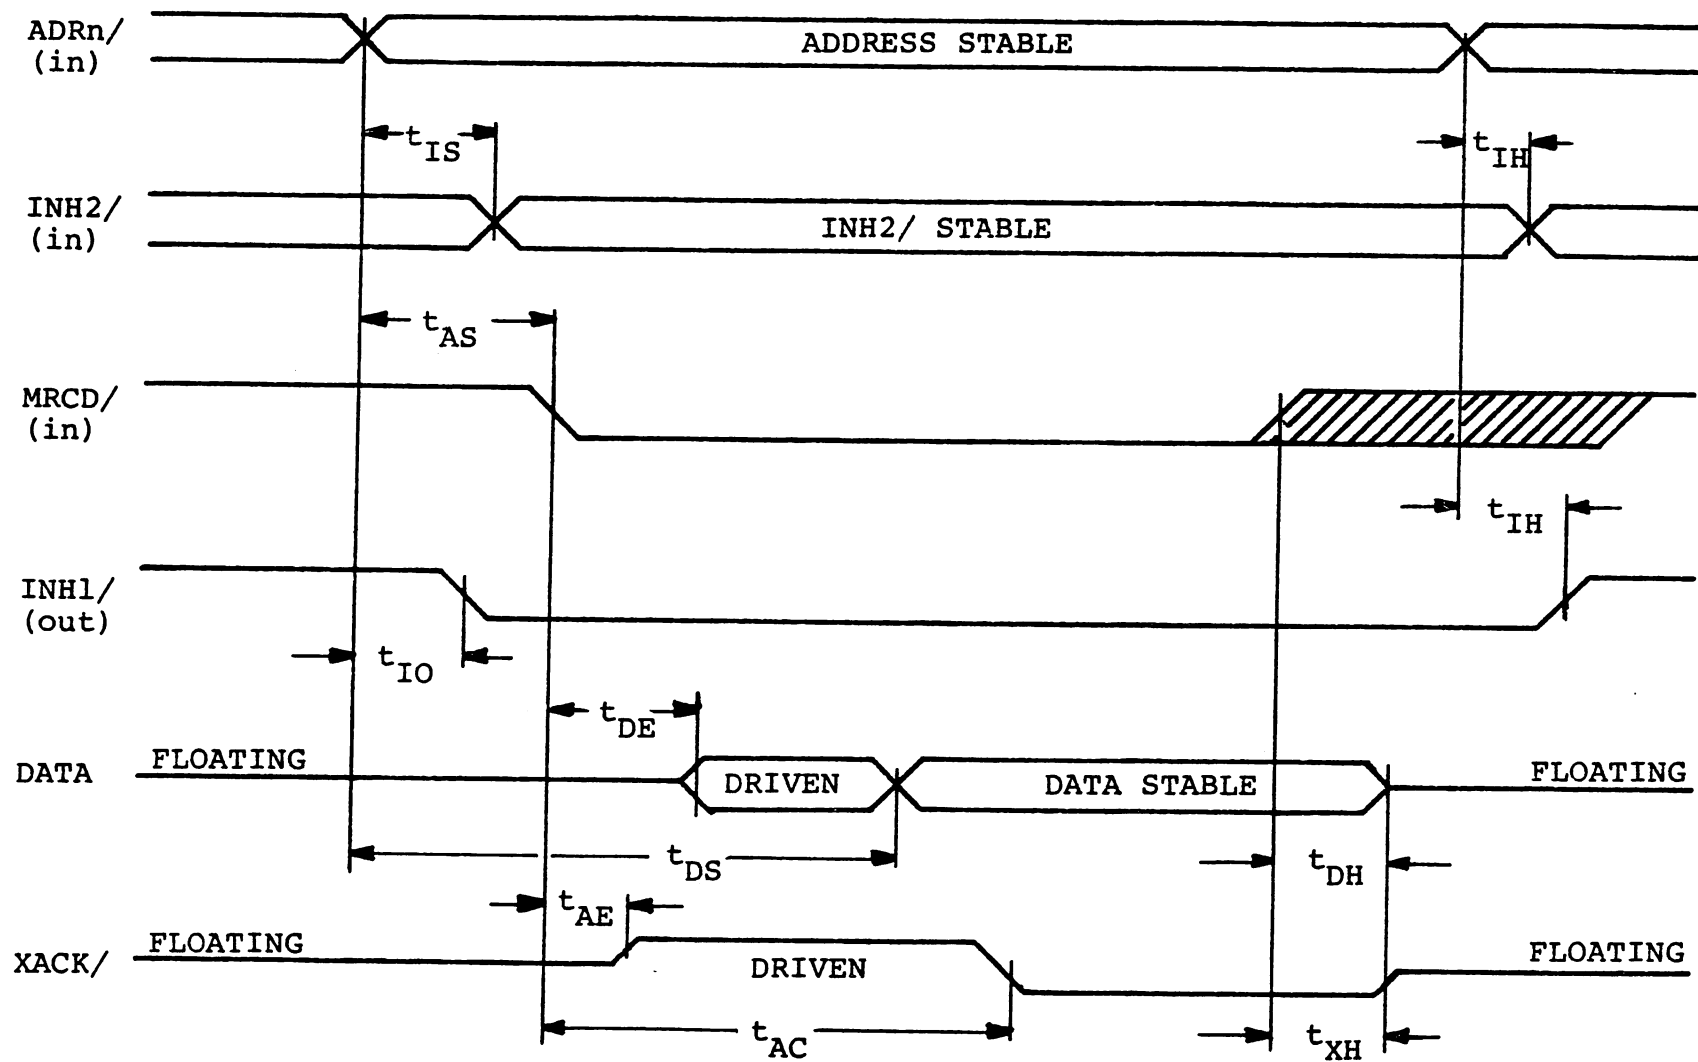 ADRn/
(in)
ADDRESS STABLE
tIS
tIH
INH2/
(in)
INH2/ STABLE
tAS
MRCD/
(in)
tIH
INH1/
(out)
tIO
tDE
DATA
FLOATING
DRIVEN
DATA STABLE
FLOATING
tDS
tDH
tAE
XACK/
FLOATING
DRIVEN
FLOATING
tAC
tXH